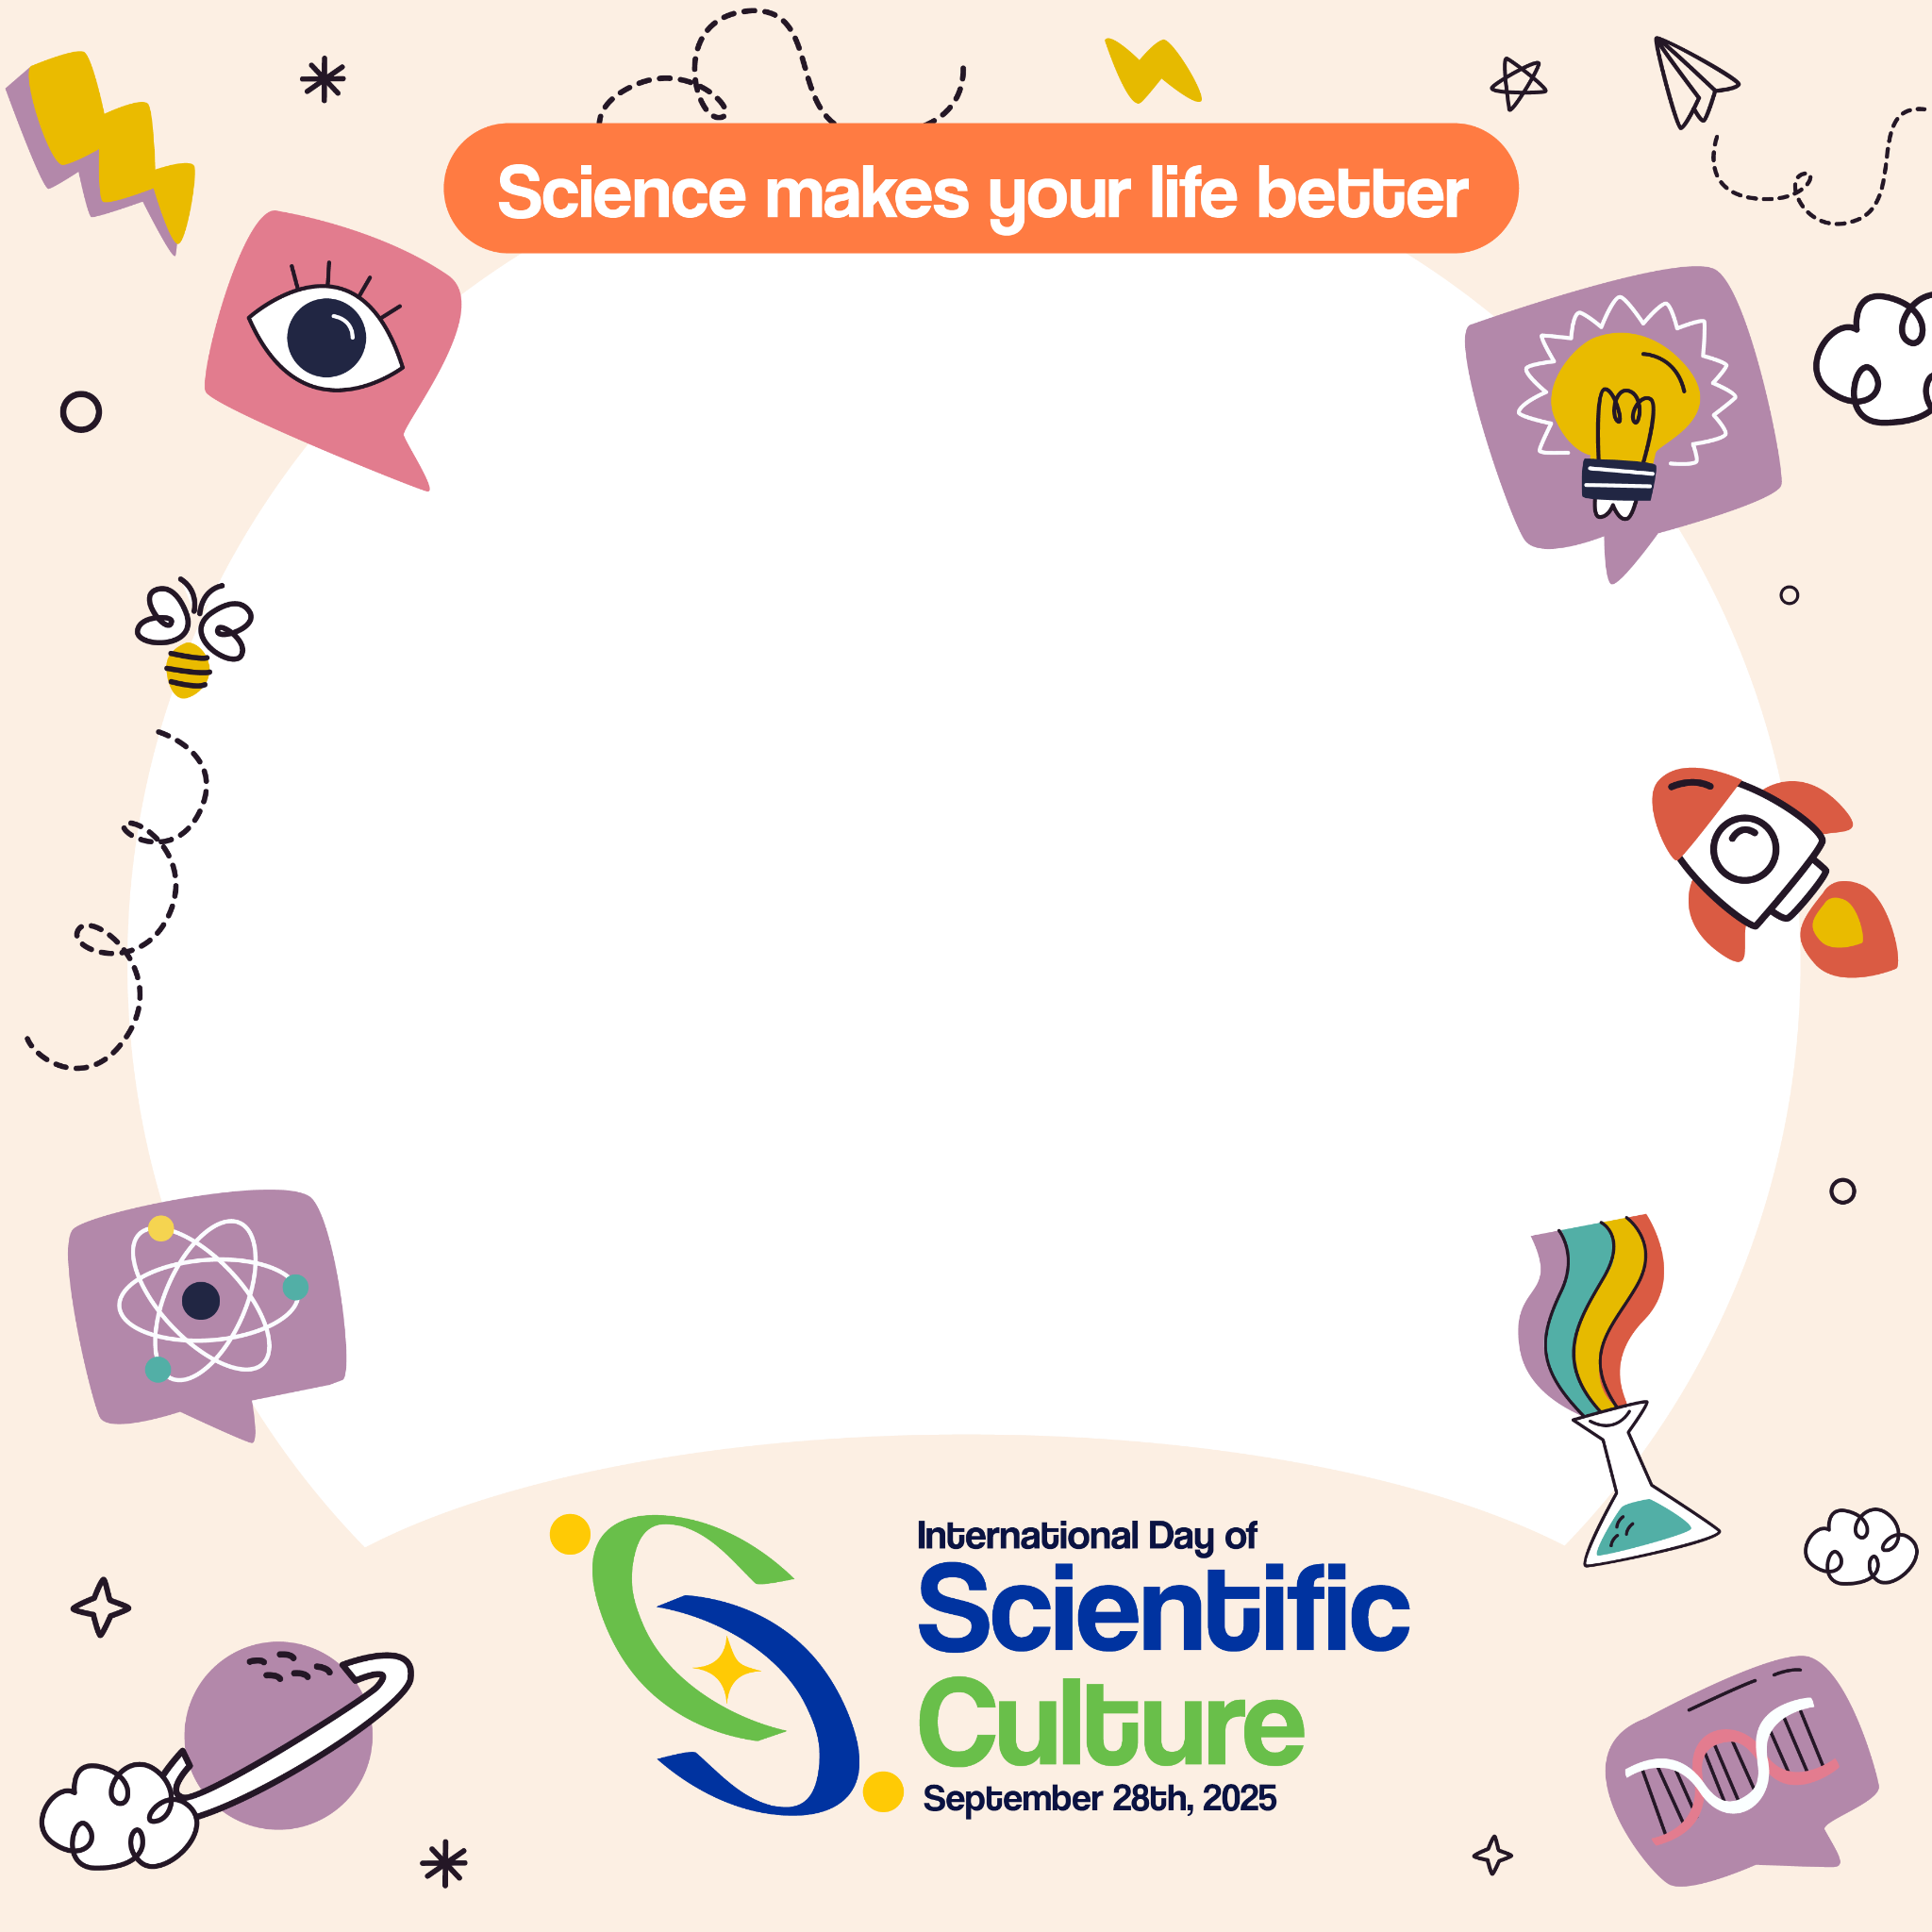 Science makes your life better
International Day of
Scientific
Culture
September 28th, 2025